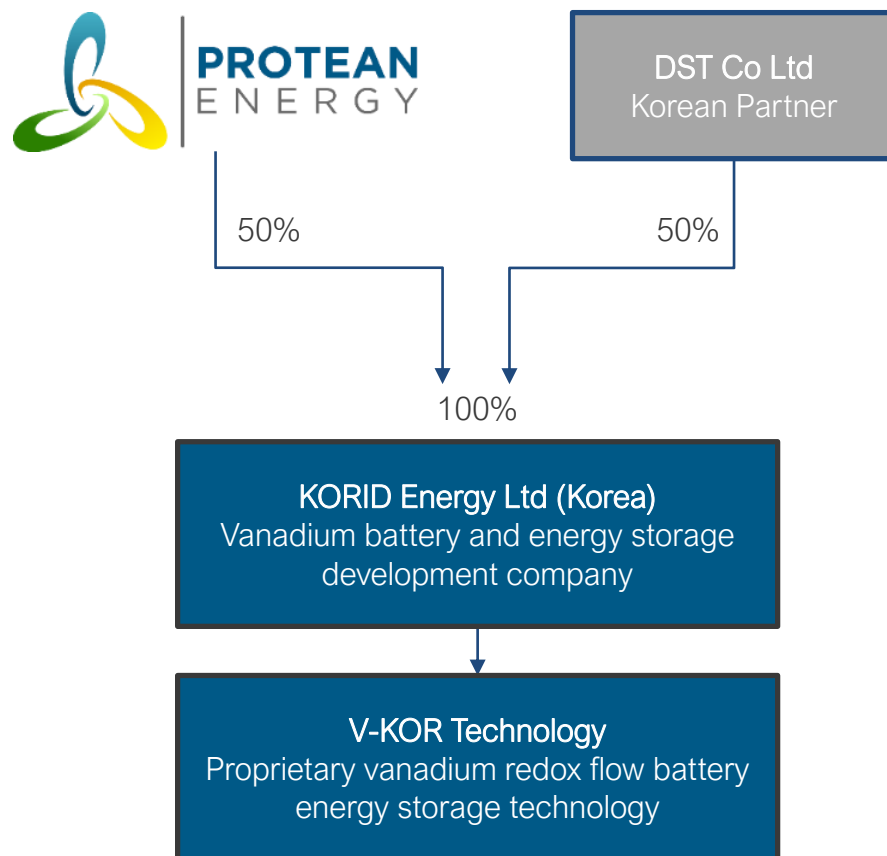 PROTEAN
ENERGY
DST Co Ltd
Korean Partner
50%
50%
100%
KORID Energy Ltd (Korea)
Vanadium battery and energy storage
development company
V-KOR Technology
Proprietary vanadium redox flow battery
energy storage technology